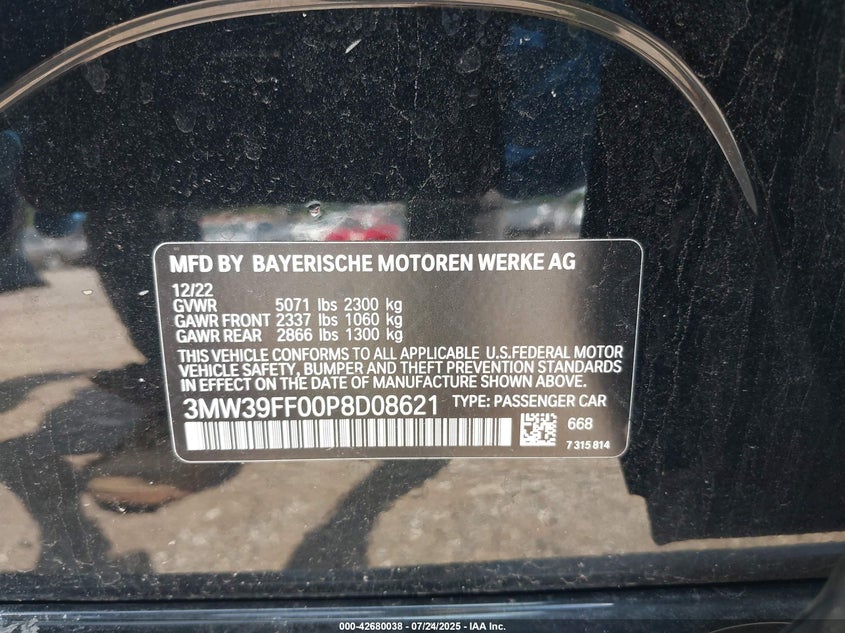 MFD BY BAYERISCHE MOTOREN WERKE AG
12/22
GVWR 5071 lbs 2300 kg
GAWR FRONT 2337 lbs 1060 kg
GAWR REAR 2866 lbs 1300 kg
THIS VEHICLE CONFORMS TO ALL APPLICABLE U.S.FEDERAL MOTOR
VEHICLE SAFETY, BUMPER AND THEFT PREVENTION STANDARDS
IN EFFECT ON THE DATE OF MANUFACTURE SHOWN ABOVE.
3MW39FF00P8D08621 TYPE: PASSENGER CAR
668
7 315 814
000-42680038 - 07/24/2025 - IAA Inc.